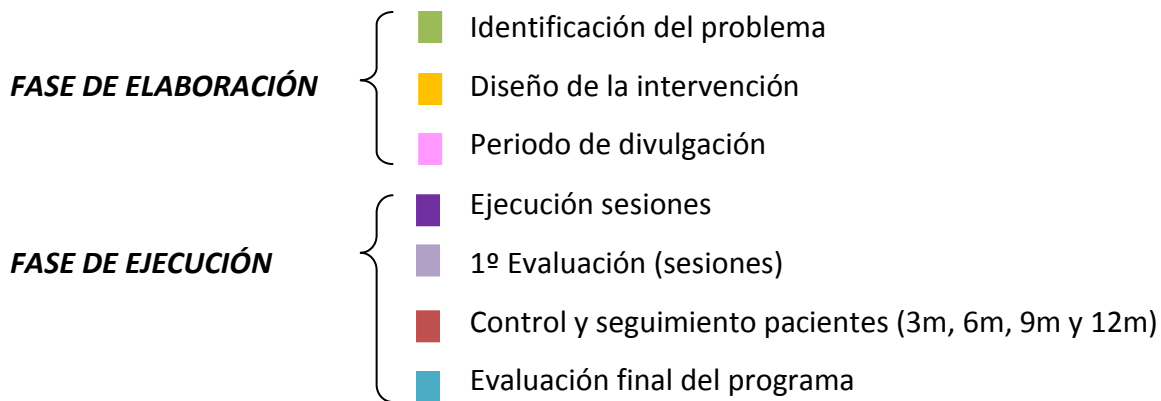 FASE DE ELABORACIÓN
Identificación del problema
Diseño de la intervención
Periodo de divulgación
FASE DE EJECUCIÓN
Ejecución sesiones
1º Evaluación (sesiones)
Control y seguimiento pacientes (3m, 6m, 9m y 12m)
Evaluación final del programa